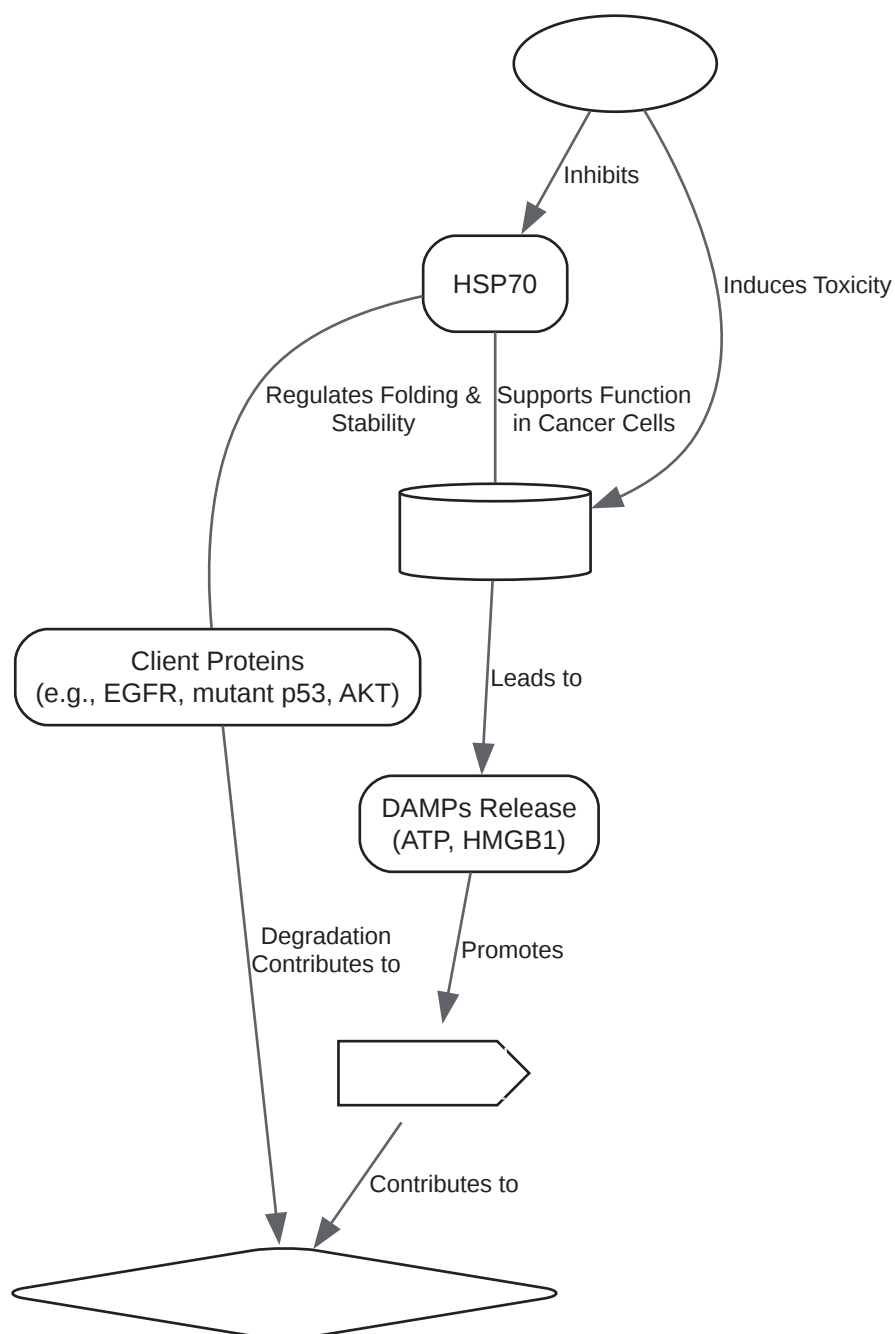 Inhibits
HSP70
Induces Toxicity
Regulates Folding &
Stability
Supports Function
in Cancer Cells
Client Proteins
(e.g., EGFR, mutant p53, AKT)
Leads to
DAMPs Release
(ATP, HMGB1)
Degradation
Contributes to
Promotes
Contributes to